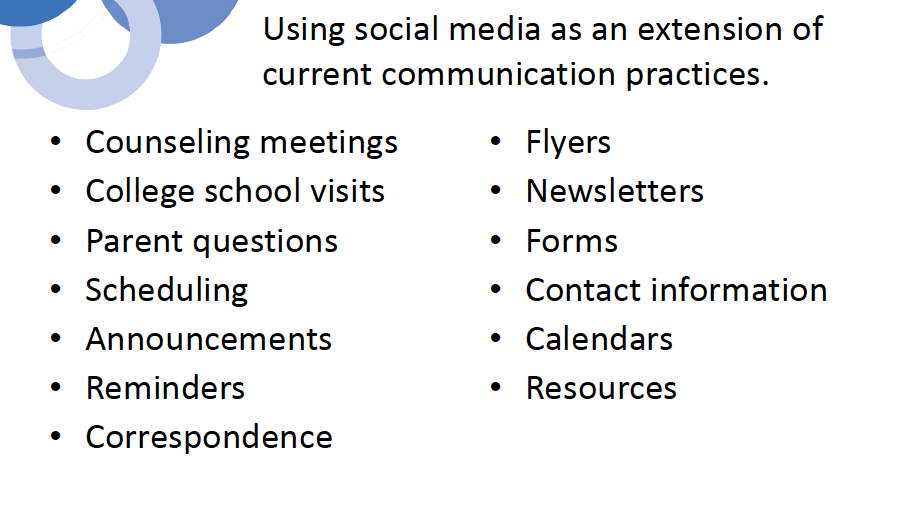 Using social media as an extension of
current communication practices.
• Counseling meetings
• College school visits
• Parent questions
• Scheduling
• Announcements
• Reminders
• Correspondence
• Flyers
• Newsletters
• Forms
• Contact information
• Calendars
• Resources